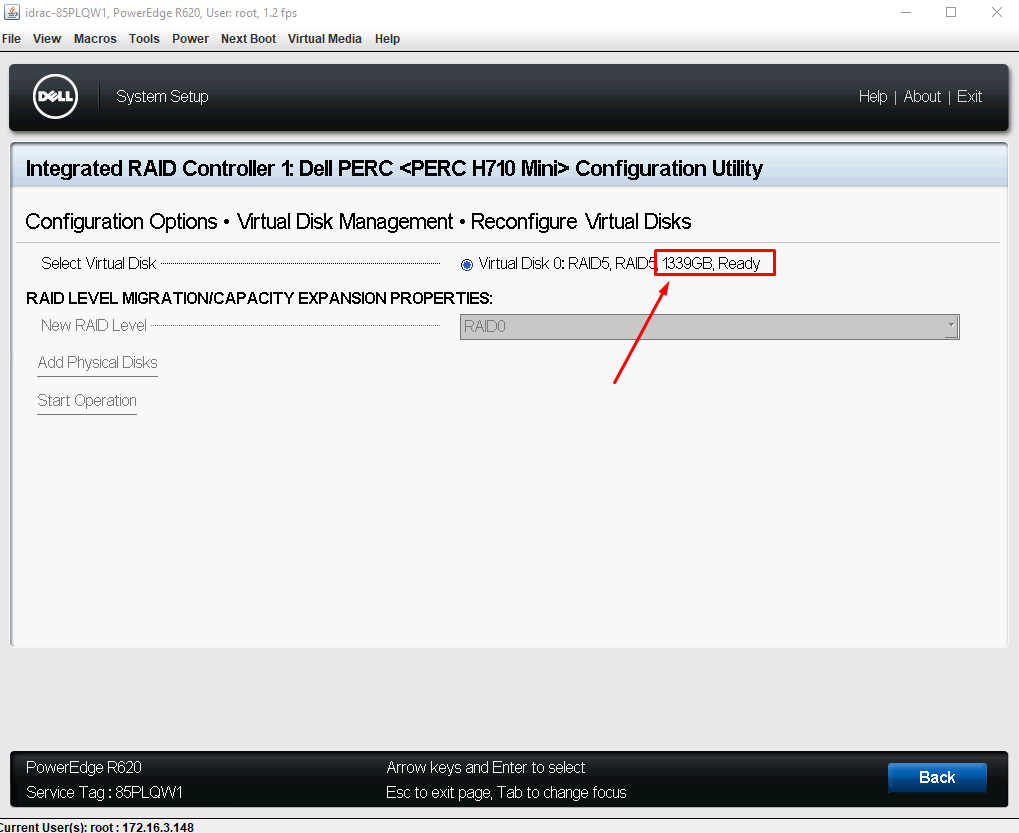 idrac-85PLQW1, PowerEdge R620, User: root, 1.2 fps
File View Macros Tools Power Next Boot Virtual Media Help
DELL System Setup Help | About | Exit
Integrated RAID Controller 1: Dell PERC <PERC H710 Mini> Configuration Utility
Configuration Options • Virtual Disk Management • Reconfigure Virtual Disks
Select Virtual Disk Virtual Disk 0: RAID5, RAID5, 1339GB, Ready
RAID LEVEL MIGRATION/CAPACITY EXPANSION PROPERTIES:
New RAID Level RAID0
Add Physical Disks
Start Operation
PowerEdge R620 Arrow keys and Enter to select
Service Tag : 85PLQW1 Esc to exit page, Tab to change focus
Back
Current User(s): root : 172.16.3.148